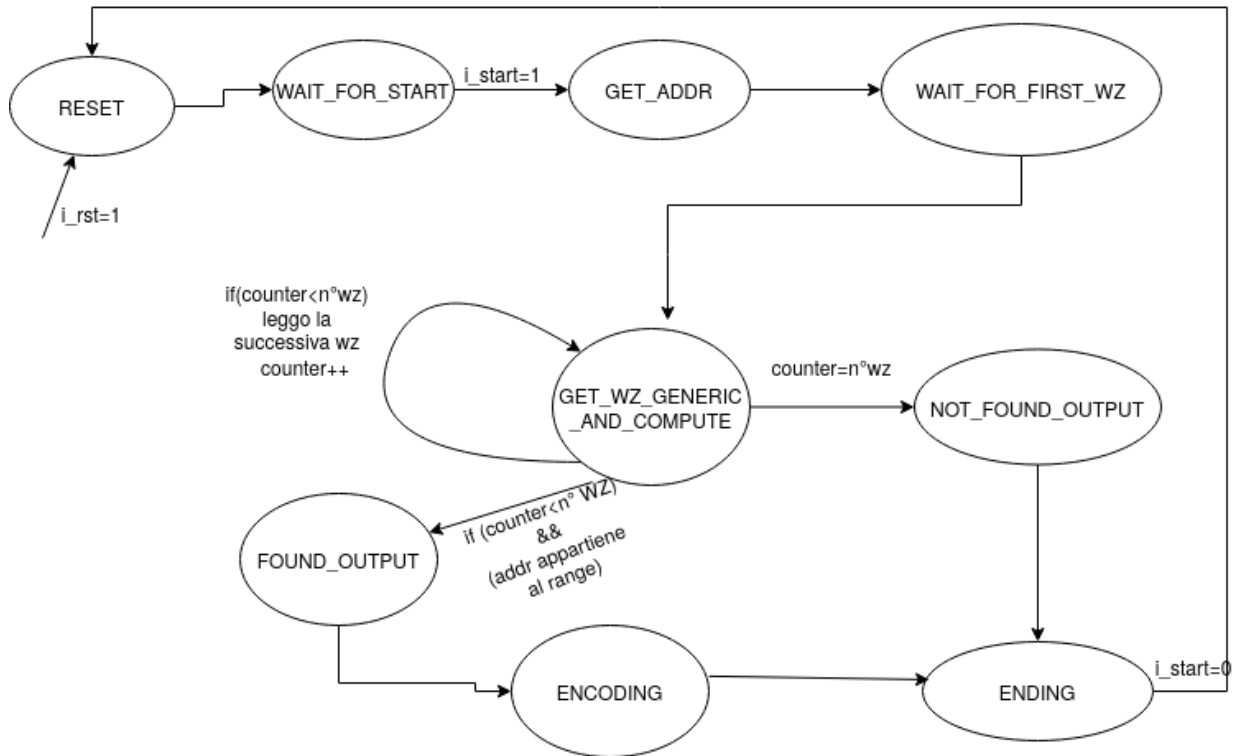 RESET
WAIT_FOR_START
i_start=1
GET_ADDR
WAIT_FOR_FIRST_WZ
i_rst=1
if(counter<n°wz)
leggo la
successiva wz
counter++
GET_WZ_GENERIC
_AND_COMPUTE
counter=n°wz
NOT_FOUND_OUTPUT
if (counter<n° WZ)
&&
(addr appartiene
al range)
FOUND_OUTPUT
ENCODING
ENDING
i_start=0